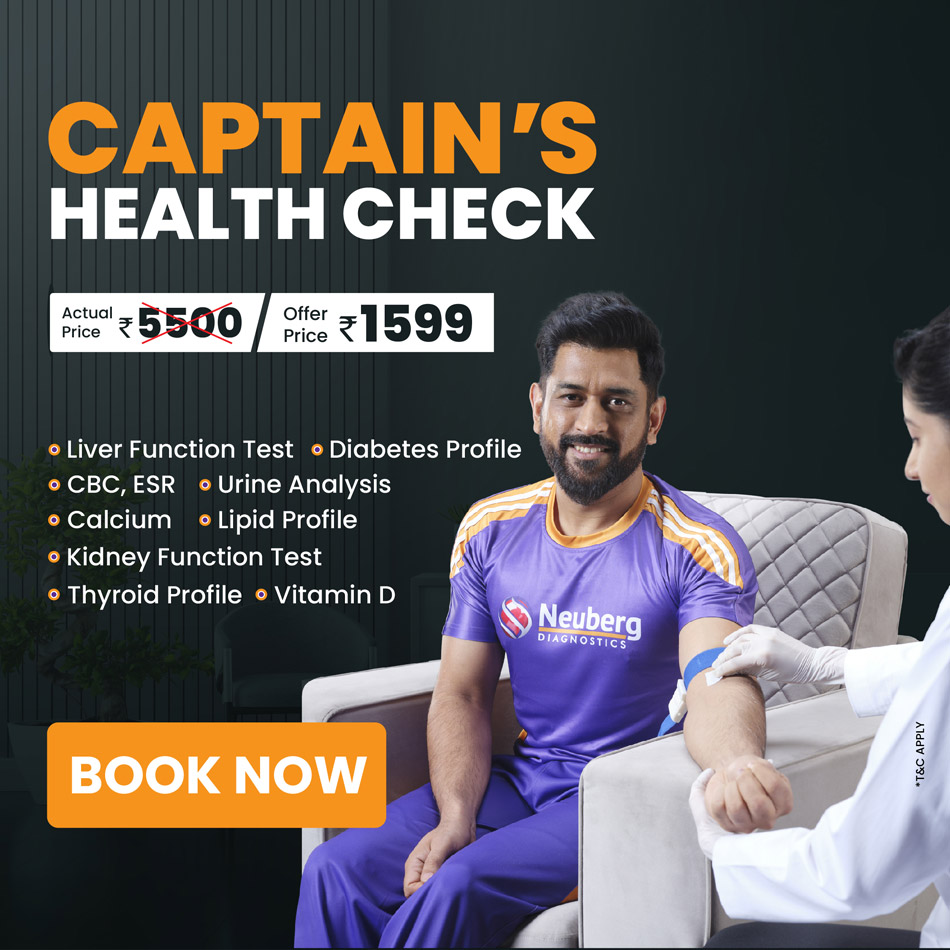 CAPTAIN'S
HEALTH CHECK
Actual Price ₹ 5500 / Offer Price ₹1599
Liver Function Test Diabetes Profile
CBC, ESR Urine Analysis
Calcium Lipid Profile
Kidney Function Test
Thyroid Profile Vitamin D
Neuberg
DIAGNOSTICS
BOOK NOW
*T&C APPLY